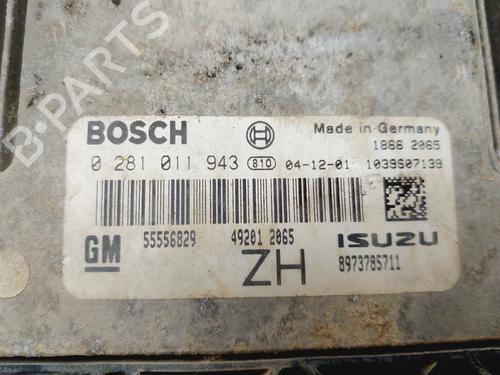 B-PARTS
BOSCH
Made in Germany
1866 2065
0 281 011 943 810 04-12-01 1039S07139
GM 55556829 49201 2065 ISUZU
ZH 8973785711